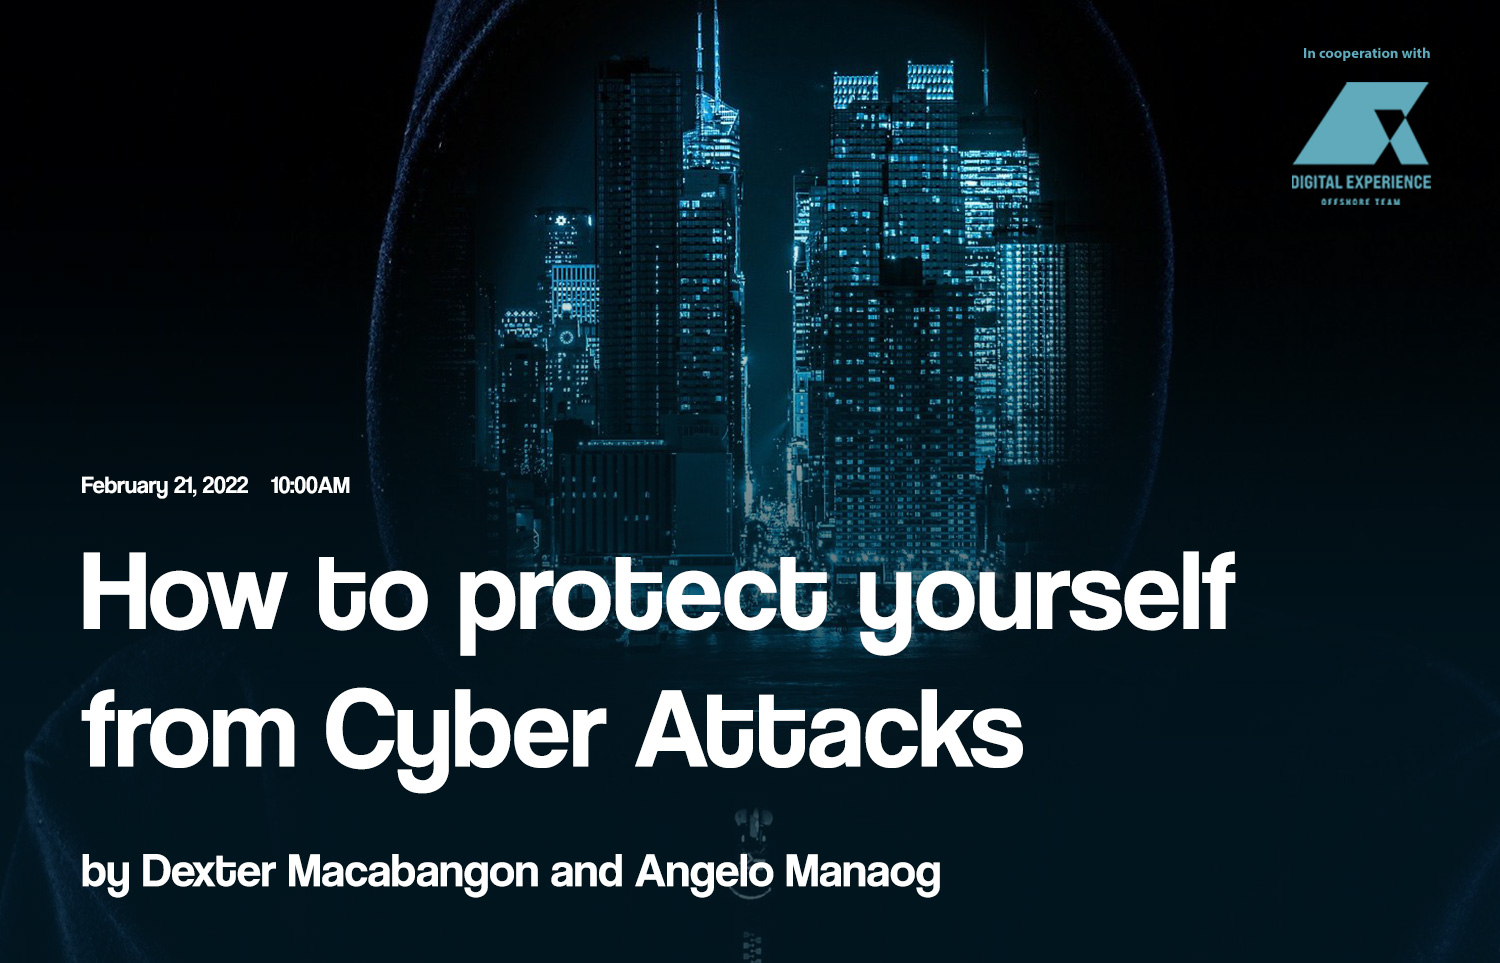 In cooperation with
DIGITAL EXPERIENCE
OFFSHORE TEAM
February 21, 2022 10:00AM
How to protect yourself
from Cyber Attacks
by Dexter Macabangon and Angelo Manaog